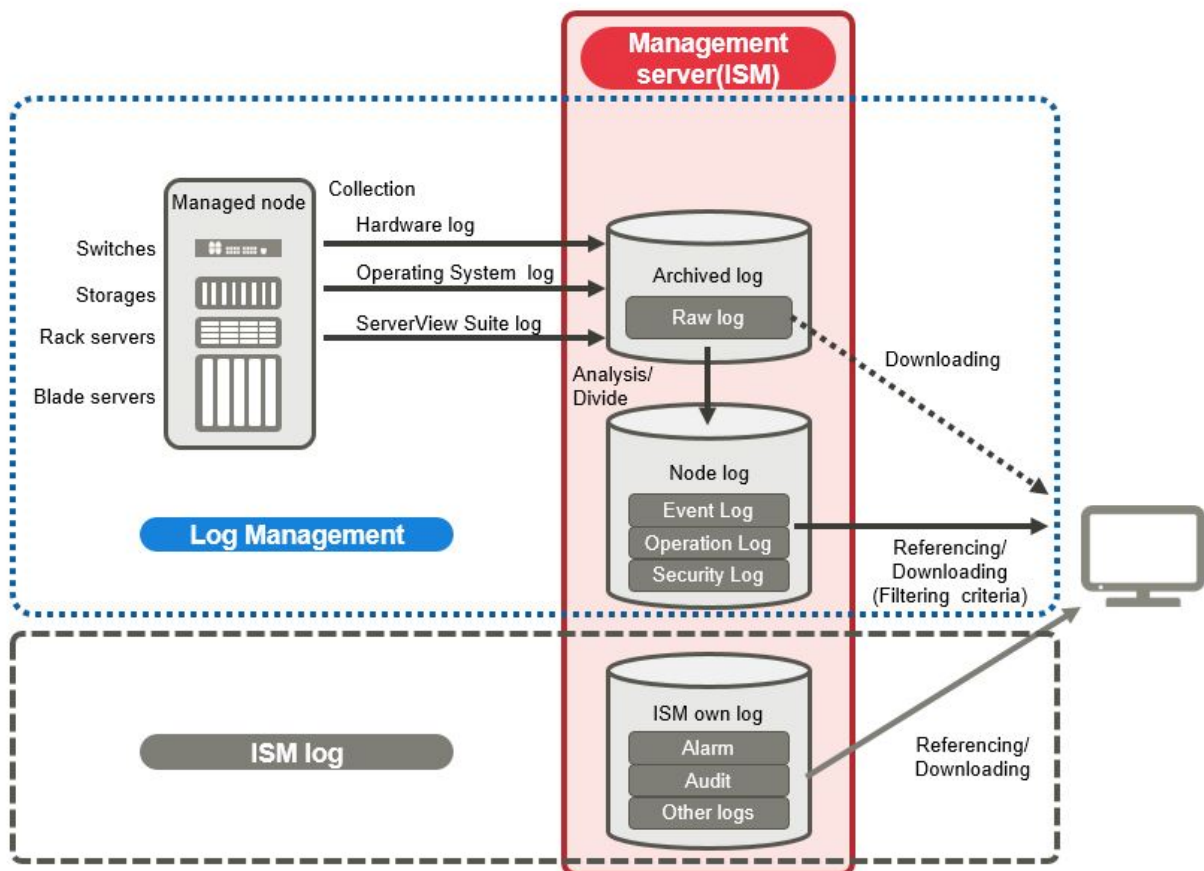 Management
server(ISM)
Managed node
Switches
Storages
Rack servers
Blade servers
Collection
Hardware log
Operating System log
ServerView Suite log
Archived log
Raw log
Analysis/
Divide
Downloading
Node log
Event Log
Operation Log
Security Log
Referencing/
Downloading
(Filtering criteria)
Log Management
ISM log
ISM own log
Alarm
Audit
Other logs
Referencing/
Downloading